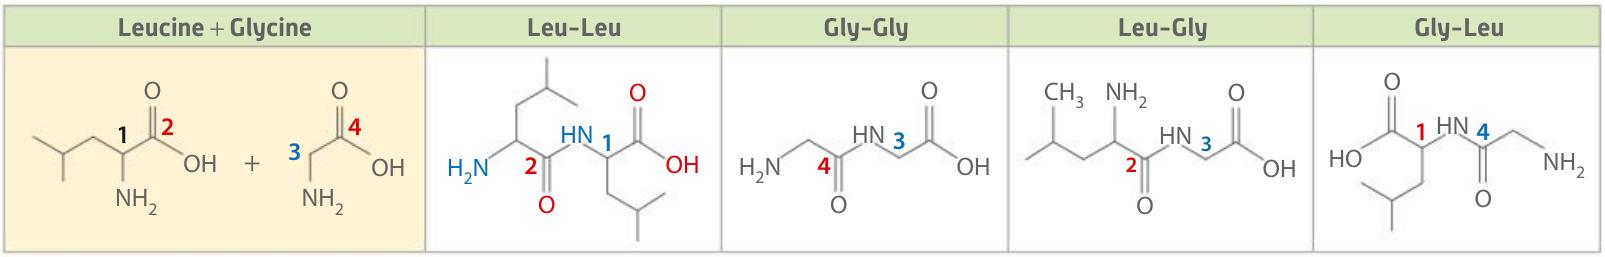 Leucine + Glycine
Leu-Leu
Gly-Gly
Leu-Gly
Gly-Leu
O
1
2
OH
NH₂
+
O
3
4
OH
NH₂
O
HN
1
H₂N
2
OH
O
O
HN
3
H₂N
4
OH
O
CH₃
NH₂
O
HN
3
2
OH
O
O
1
HN
4
HO
NH₂
O